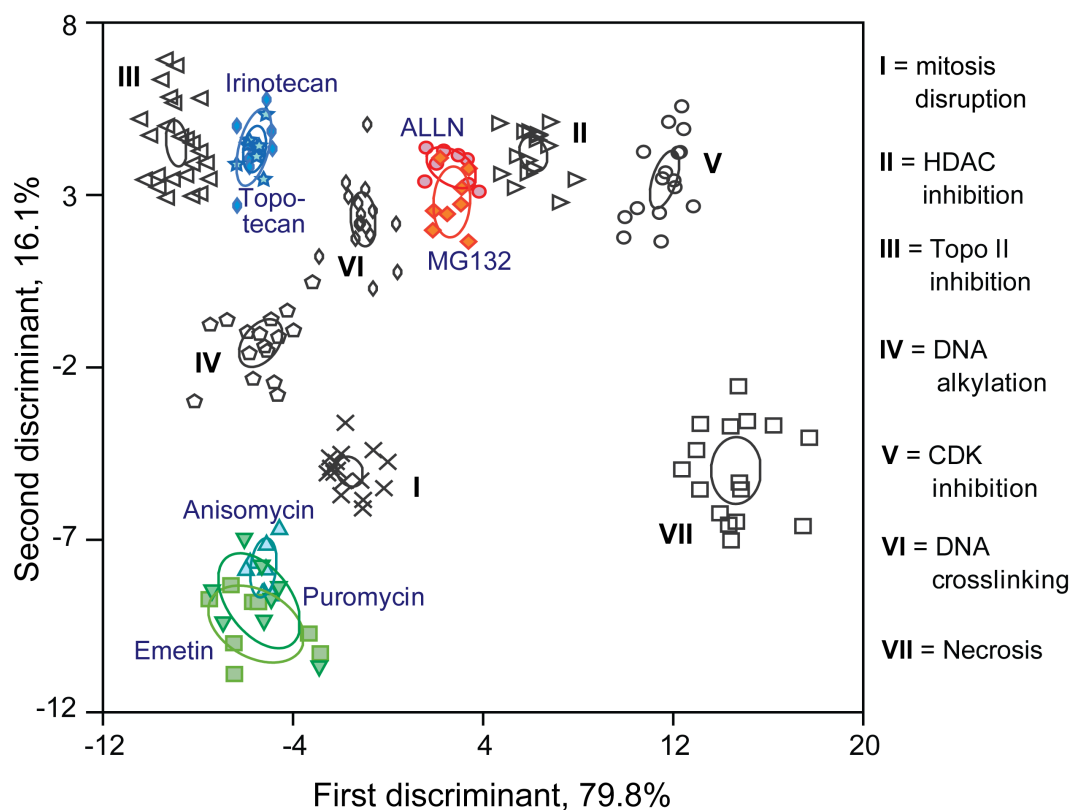 8
3
-2
-7
-12
-12
-4
4
12
20
Second discriminant, 16.1%
First discriminant, 79.8%
III
Irinotecan
Topo-
tecan
ALLN
MG132
II
V
VI
IV
I
VII
Anisomycin
Puromycin
Emetin
I = mitosis
disruption
II = HDAC
inhibition
III = Topo II
inhibition
IV = DNA
alkylation
V = CDK
inhibition
VI = DNA
crosslinking
VII = Necrosis